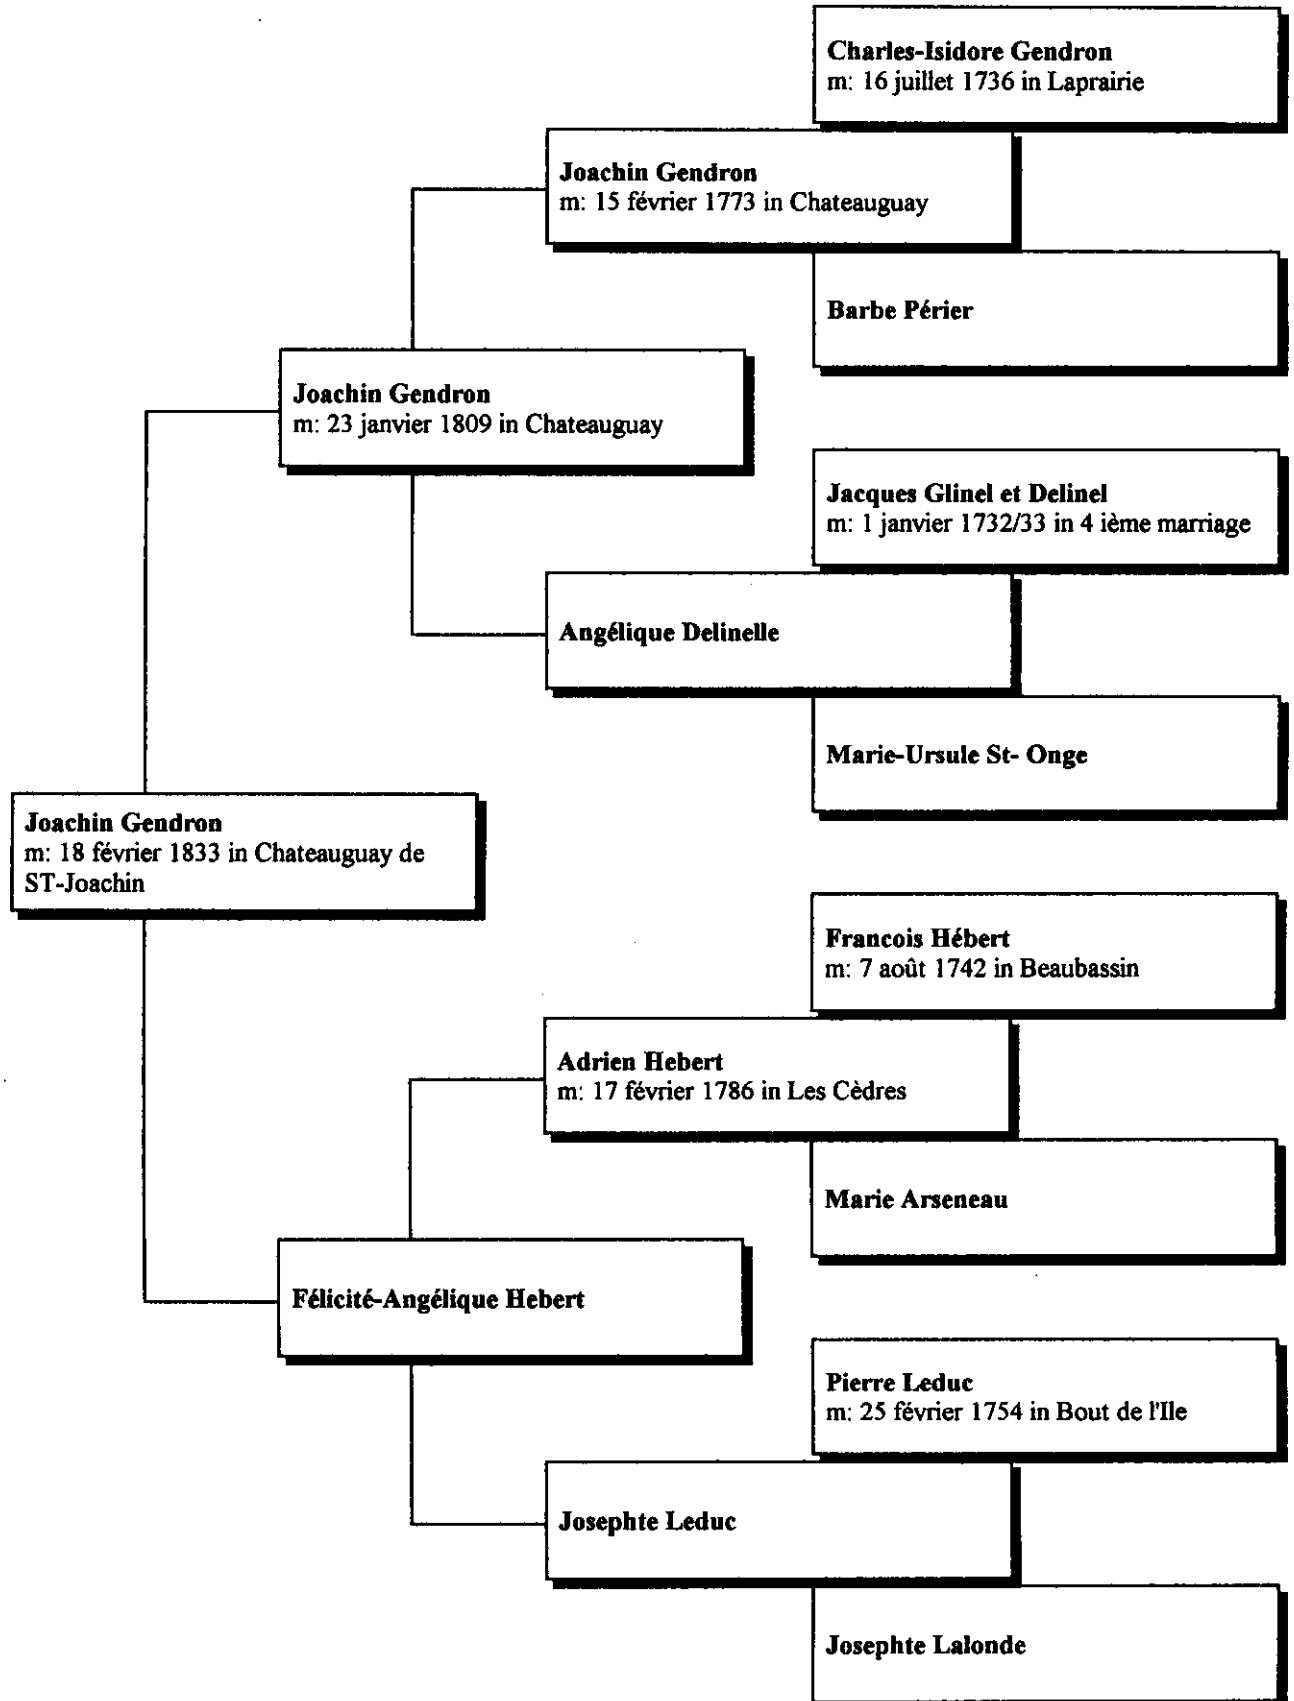 Charles-Isidore Gendron
m: 16 juillet 1736 in Laprairie
Joachin Gendron
m: 15 février 1773 in Chateauguay
Barbe Périer
Joachin Gendron
m: 23 janvier 1809 in Chateauguay
Jacques Glinel et Delinel
m: 1 janvier 1732/33 in 4 ième marriage
Angélique Delinelle
Marie-Ursule St- Onge
Joachin Gendron
m: 18 février 1833 in Chateauguay de
ST-Joachin
Francois Hébert
m: 7 août 1742 in Beaubassin
Adrien Hebert
m: 17 février 1786 in Les Cèdres
Marie Arseneau
Félicité-Angélique Hebert
Pierre Leduc
m: 25 février 1754 in Bout de l'Ile
Josephte Leduc
Josephte Lalonde